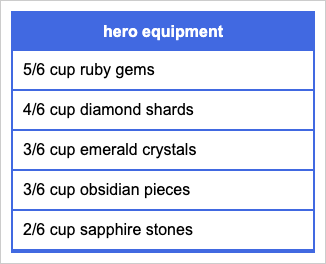 hero equipment
5/6 cup ruby gems
4/6 cup diamond shards
3/6 cup emerald crystals
3/6 cup obsidian pieces
2/6 cup sapphire stones